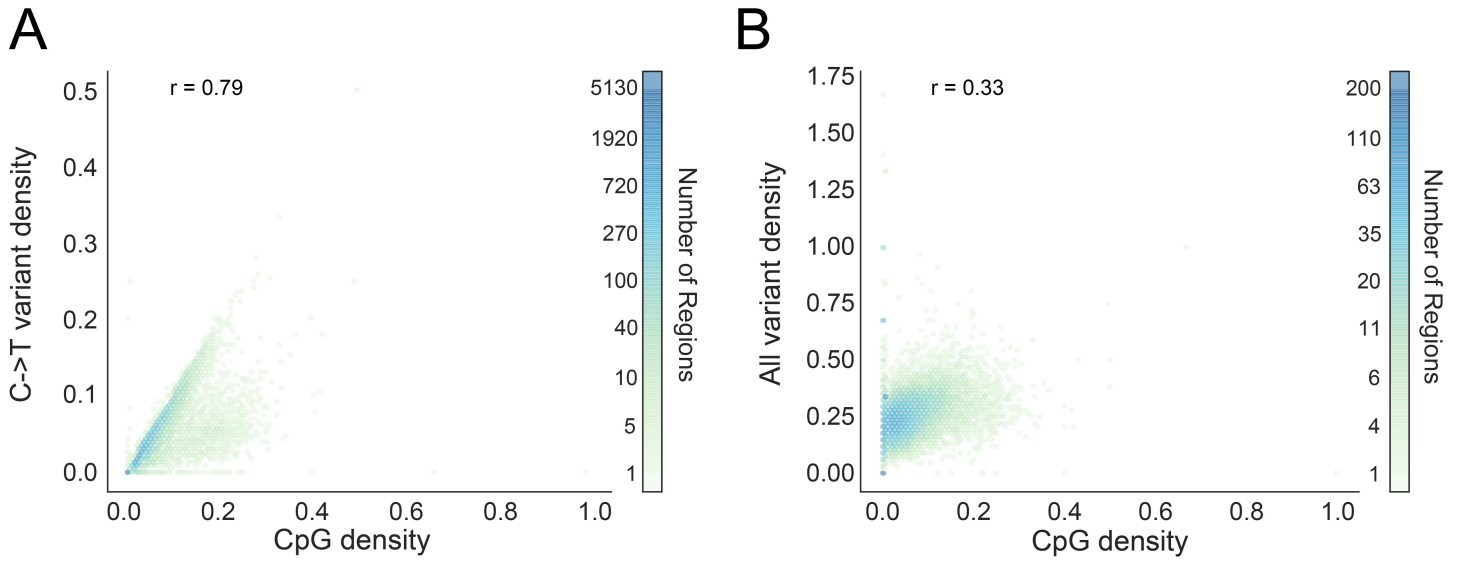 A
r = 0.79
C->T variant density
0.5
0.4
0.3
0.2
0.1
0.0
0.0 0.2 0.4 0.6 0.8 1.0
CpG density
5130
1920
720
270
100
40
10
5
1
Number of Regions
B
r = 0.33
All variant density
1.75
1.50
1.25
1.00
0.75
0.50
0.25
0.00
0.0 0.2 0.4 0.6 0.8 1.0
CpG density
200
110
63
35
20
11
6
4
1
Number of Regions